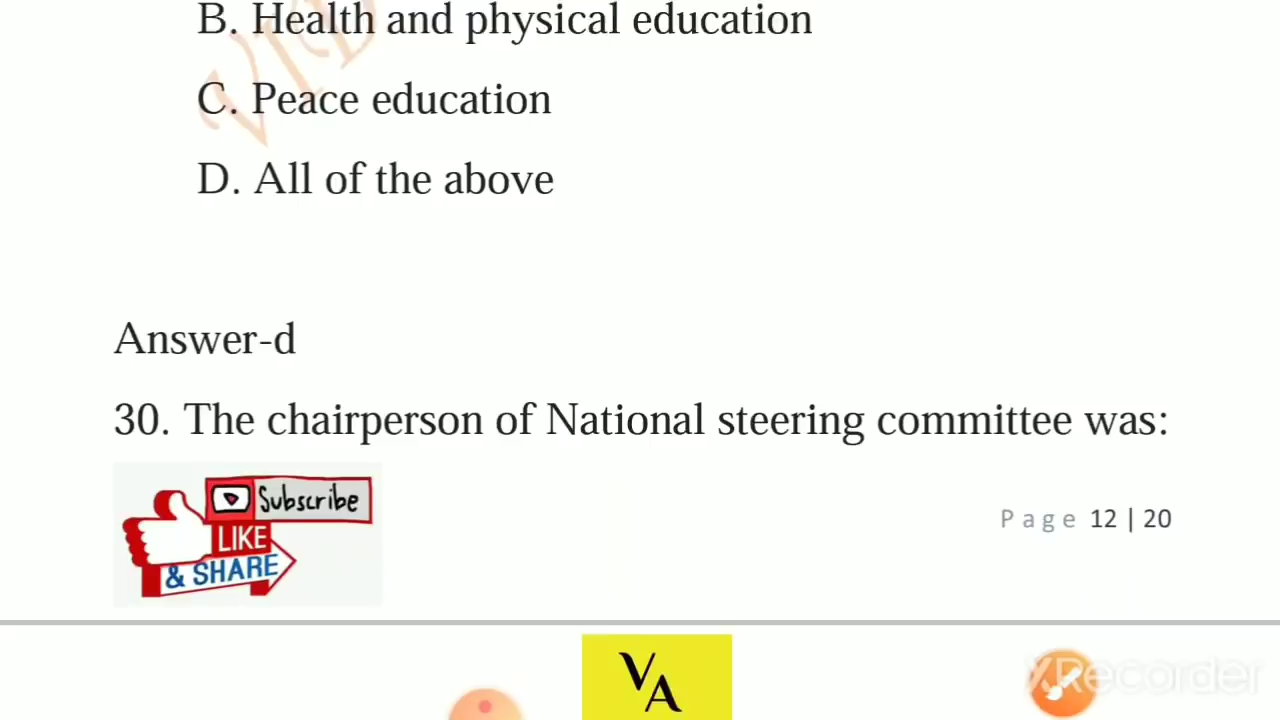 B. Health and physical education
C. Peace education
D. All of the above
Answer-d
30. The chairperson of National steering committee was:
Subscribe
LIKE
& SHARE
Page 12 | 20
VA
XRecorder